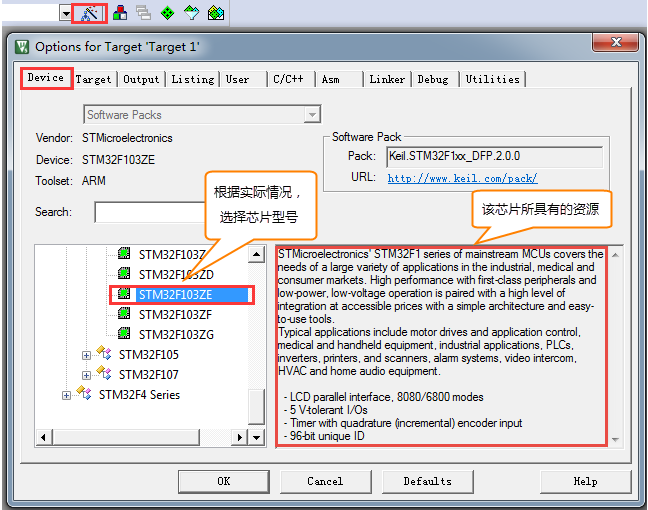 Options for Target 'Target 1'
Device Target Output Listing User C/C++ Asm Linker Debug Utilities
Software Packs
Vendor: STMicroelectronics
Device: STM32F103ZE
Toolset: ARM
Search:
Software Pack
Pack: Keil.STM32F1xx_DFP.2.0.0
URL: http://www.keil.com/pack/
根据实际情况，
选择芯片型号
该芯片所具有的资源
STM32F103Z
STM32F103ZD
STM32F103ZE
STM32F103ZF
STM32F103ZG
STM32F105
STM32F107
STM32F4 Series
STMicroelectronics' STM32F1 series of mainstream MCUs covers the
needs of a large variety of applications in the industrial, medical and
consumer markets. High performance with first-class peripherals and
low-power, low-voltage operation is paired with a high level of
integration at accessible prices with a simple architecture and easy-
to-use tools.
Typical applications include motor drives and application control,
medical and handheld equipment, industrial applications, PLCs,
inverters, printers, and scanners, alarm systems, video intercom,
HVAC and home audio equipment.
- LCD parallel interface, 8080/6800 modes
- 5 V-tolerant I/Os
- Timer with quadrature (incremental) encoder input
- 96-bit unique ID
OK Cancel Defaults Help